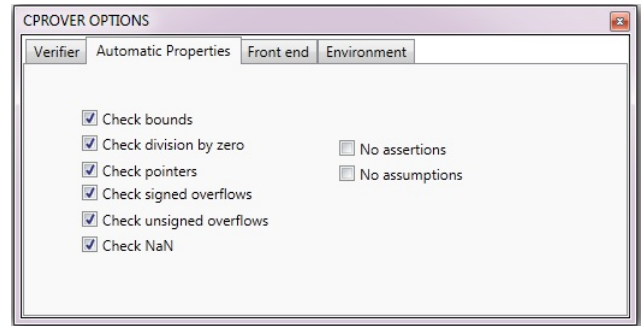 CPROVER OPTIONS
Verifier Automatic Properties Front end Environment
Check bounds
Check division by zero
Check pointers
Check signed overflows
Check unsigned overflows
Check NaN
No assertions
No assumptions